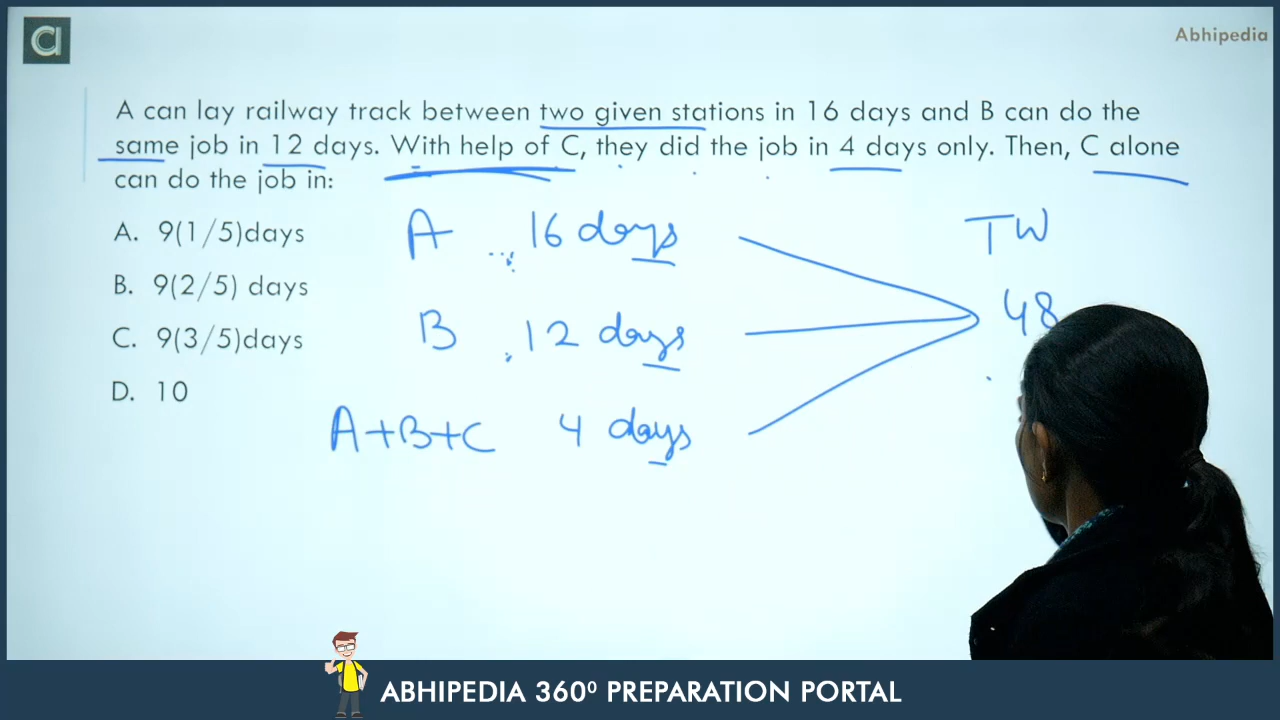 Abhipedia
A can lay railway track between two given stations in 16 days and B can do the
same job in 12 days. With help of C, they did the job in 4 days only. Then, C alone
can do the job in:
A. 9(1/5)days
B. 9(2/5) days
C. 9(3/5)days
D. 10
A 16 days
B 12 days
A+B+C 4 days
TW
48
ABHIPEDIA 360⁰ PREPARATION PORTAL